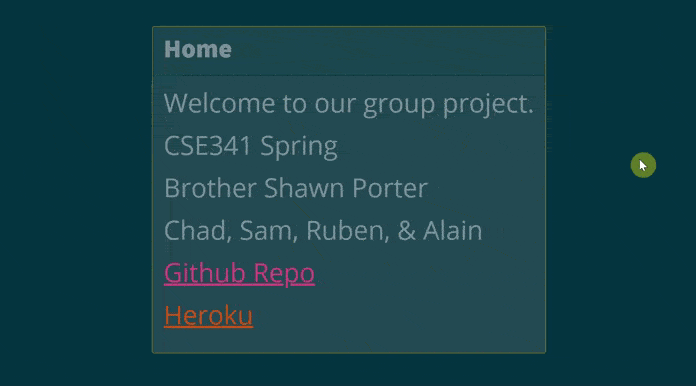 Home
Welcome to our group project.
CSE341 Spring
Brother Shawn Porter
Chad, Sam, Ruben, & Alain
Github Repo
Heroku